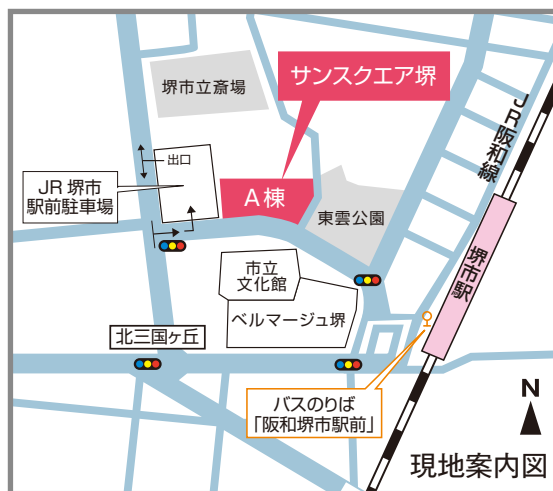 サンスクエア堺
堺市立斎場
JR阪和線
出口
JR 堺市
駅前駐車場
A棟
東雲公園
堺市駅
市立
文化館
ベルマージュ堺
北三国ヶ丘
バスのりば
「阪和堺市駅前」
N
現地案内図